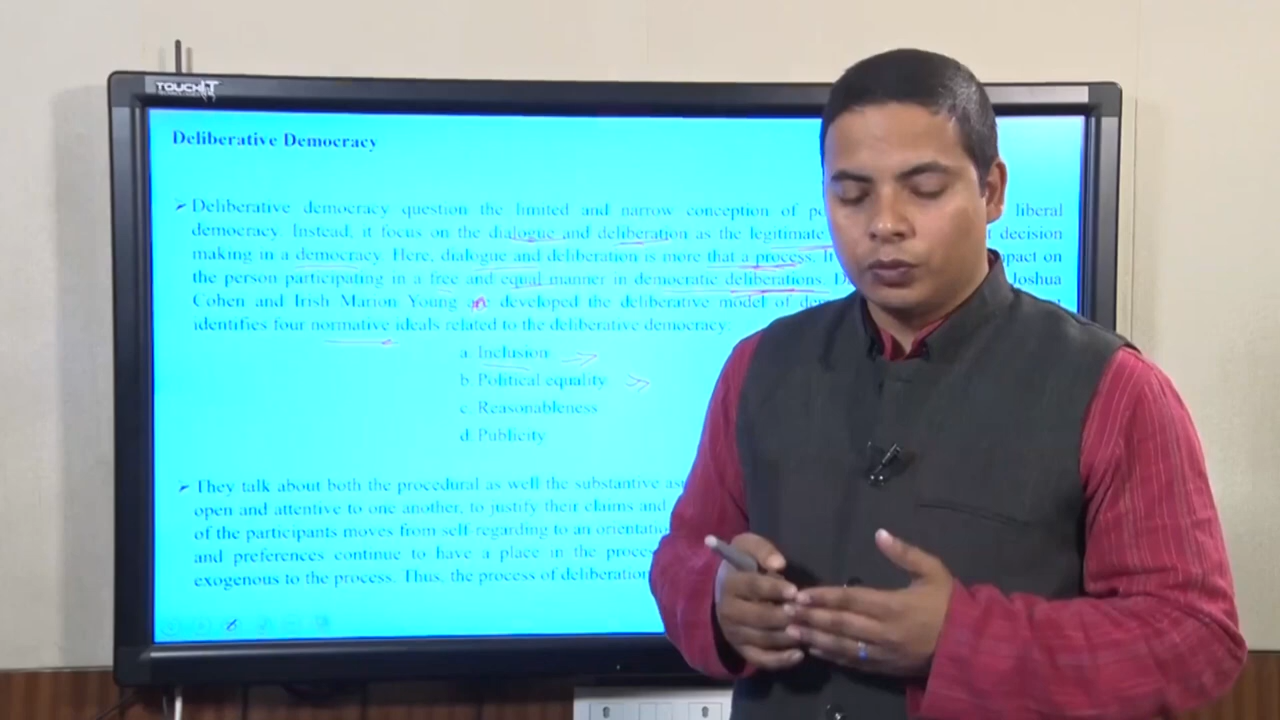 TOUCHIT
Deliberative Democracy
➢ Deliberative democracy question the limited and narrow conception of liberal
democracy. Instead, it focus on the dialogue and deliberation as the legitimate decision
making in a democracy. Here, dialogue and deliberation is more that a process. on
the person participating in a free and equal manner in democratic deliberations. Joshua
Cohen and Irish Marion Young developed the deliberative model of
identifies four normative ideals related to the deliberative democracy:
a. Inclusion
b. Political equality
c. Reasonableness
d. Publicity
➢ They talk about both the procedural as well the substantive
open and attentive to one another, to justify their claims and
of the participants moves from self regarding to an
and preferences continue to have a place in the
exogenous to the process. Thus, the process of deliberation